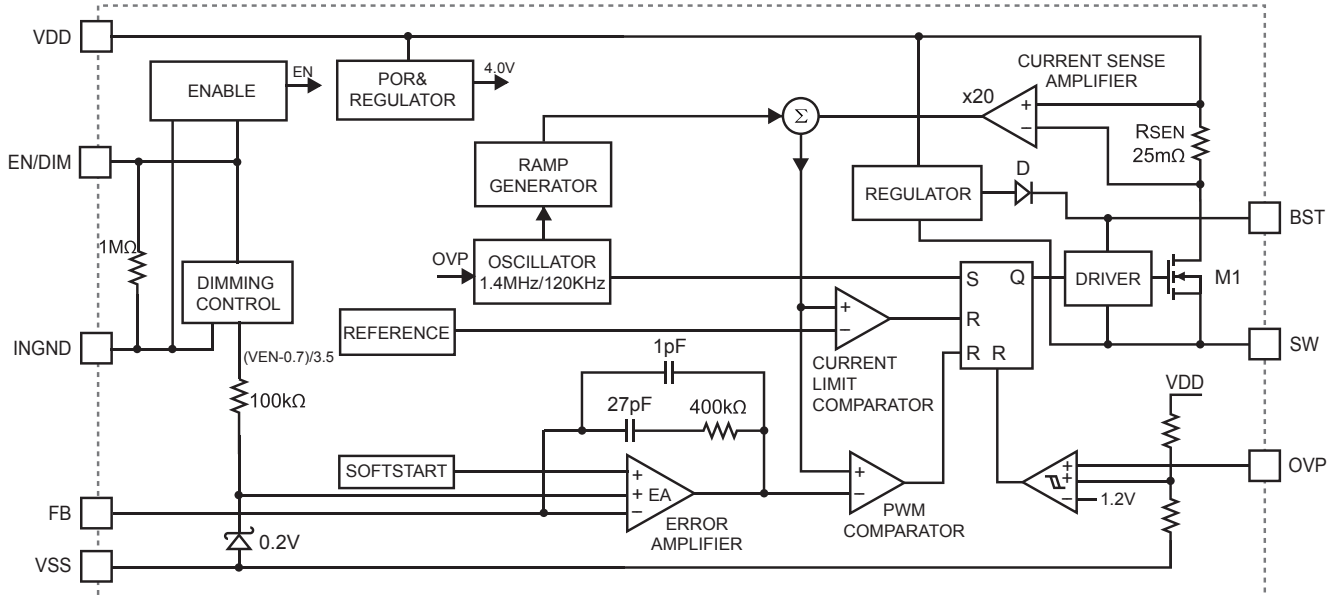 VDD
ENABLE
EN
POR&
REGULATOR
4.0V
CURRENT SENSE
AMPLIFIER
x20
+
−
Σ
RSEN
25mΩ
EN/DIM
RAMP
GENERATOR
REGULATOR
D
BST
1MΩ
DIMMING
CONTROL
OVP
OSCILLATOR
1.4MHz/120KHz
S
Q
R
R R
DRIVER
M1
INGND
REFERENCE
+
−
CURRENT
LIMIT
COMPARATOR
SW
(VEN-0.7)/3.5
100kΩ
1pF
27pF
400kΩ
VDD
SOFTSTART
+
+ EA
−
ERROR
AMPLIFIER
+
−
PWM
COMPARATOR
+
+
−
1.2V
OVP
FB
0.2V
VSS